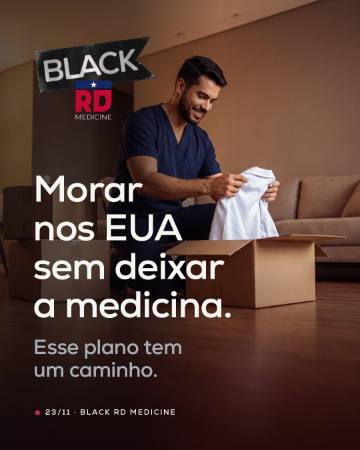 BLACK
RD
MEDICINE
Morar
nos EUA
sem deixar
a medicina.
Esse plano tem
um caminho.
23/11 · BLACK RD MEDICINE